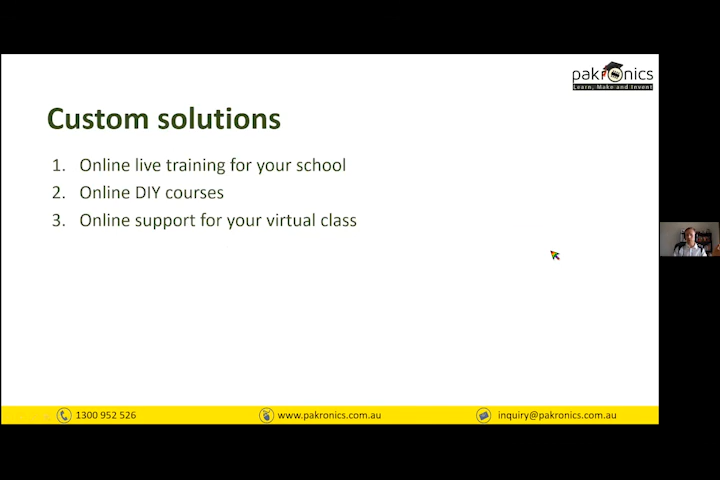 pakronics
Learn, Make and Invent
Custom solutions
1. Online live training for your school
2. Online DIY courses
3. Online support for your virtual class
1300 952 526
www.pakronics.com.au
inquiry@pakronics.com.au